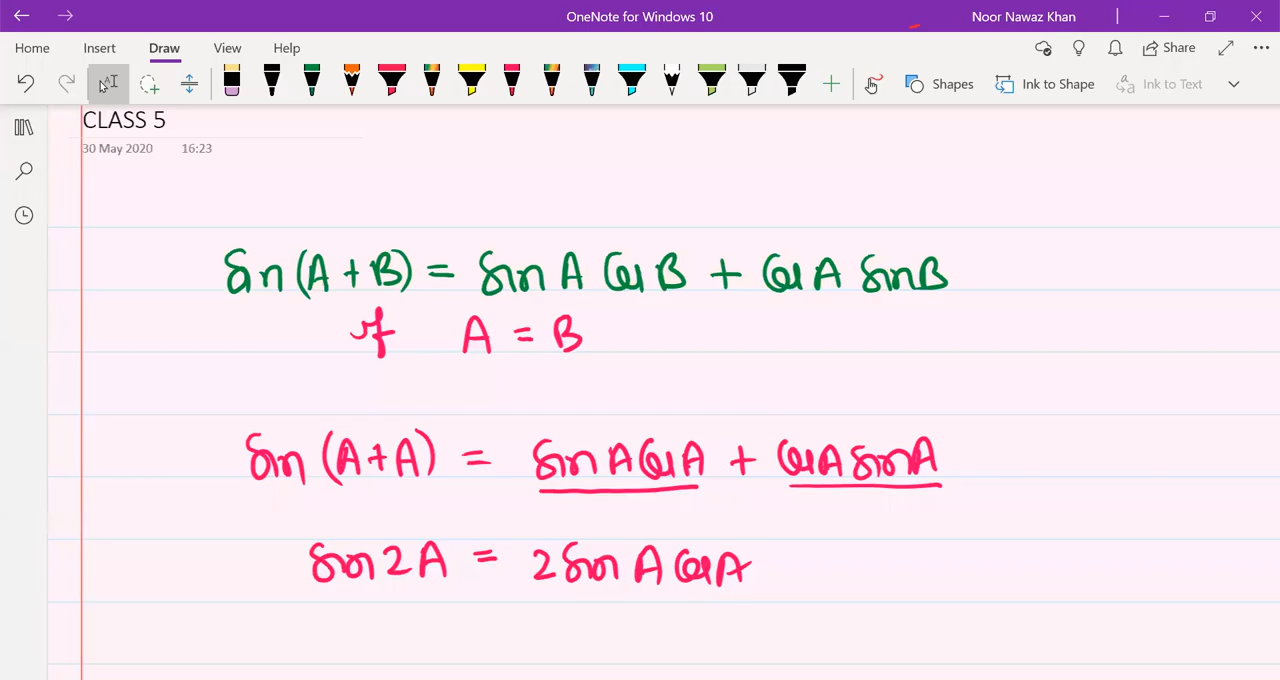 OneNote for Windows 10
Noor Nawaz Khan
Home Insert Draw View Help Share
Shapes Ink to Shape Ink to Text
CLASS 5
30 May 2020 16:23
sin(A+B) = sin A cos B + cos A sin B
if A = B
sin (A+A) = sin A cos A + cos A sin A
sin 2A = 2 sin A cos A